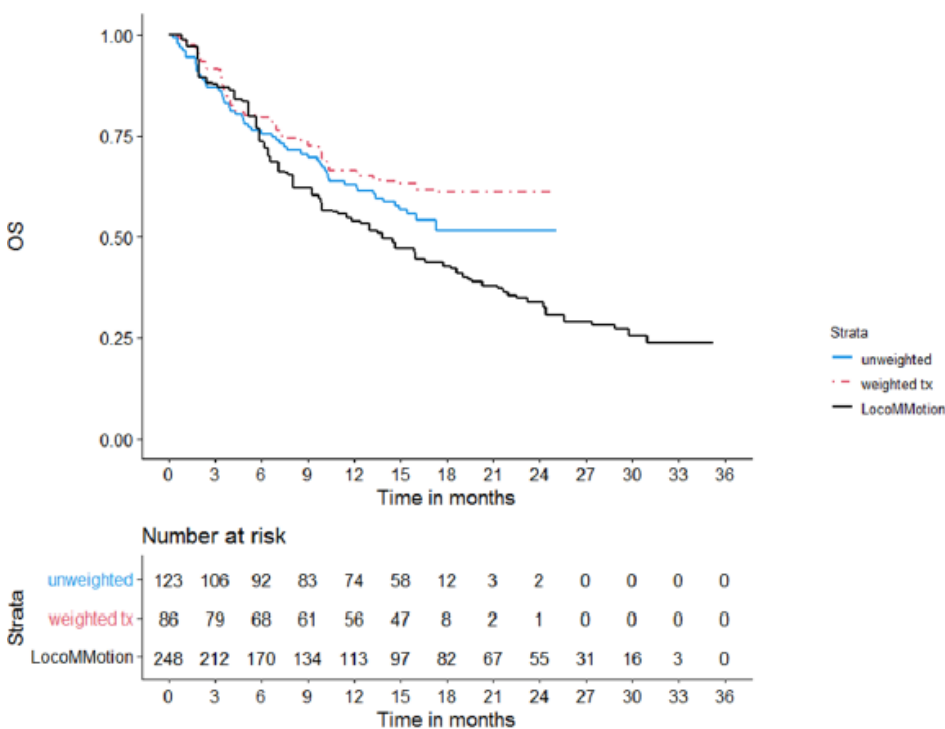 1.00
0.75
OS
0.50
0.25
0.00
Strata
unweighted
weighted tx
LocoMMotion
0 3 6 9 12 15 18 21 24 27 30 33 36
Time in months
Number at risk
Strata
unweighted 123 106 92 83 74 58 12 3 2 0 0 0 0
weighted tx 86 79 68 61 56 47 8 2 1 0 0 0 0
LocoMMotion 248 212 170 134 113 97 82 67 55 31 16 3 0
0 3 6 9 12 15 18 21 24 27 30 33 36
Time in months